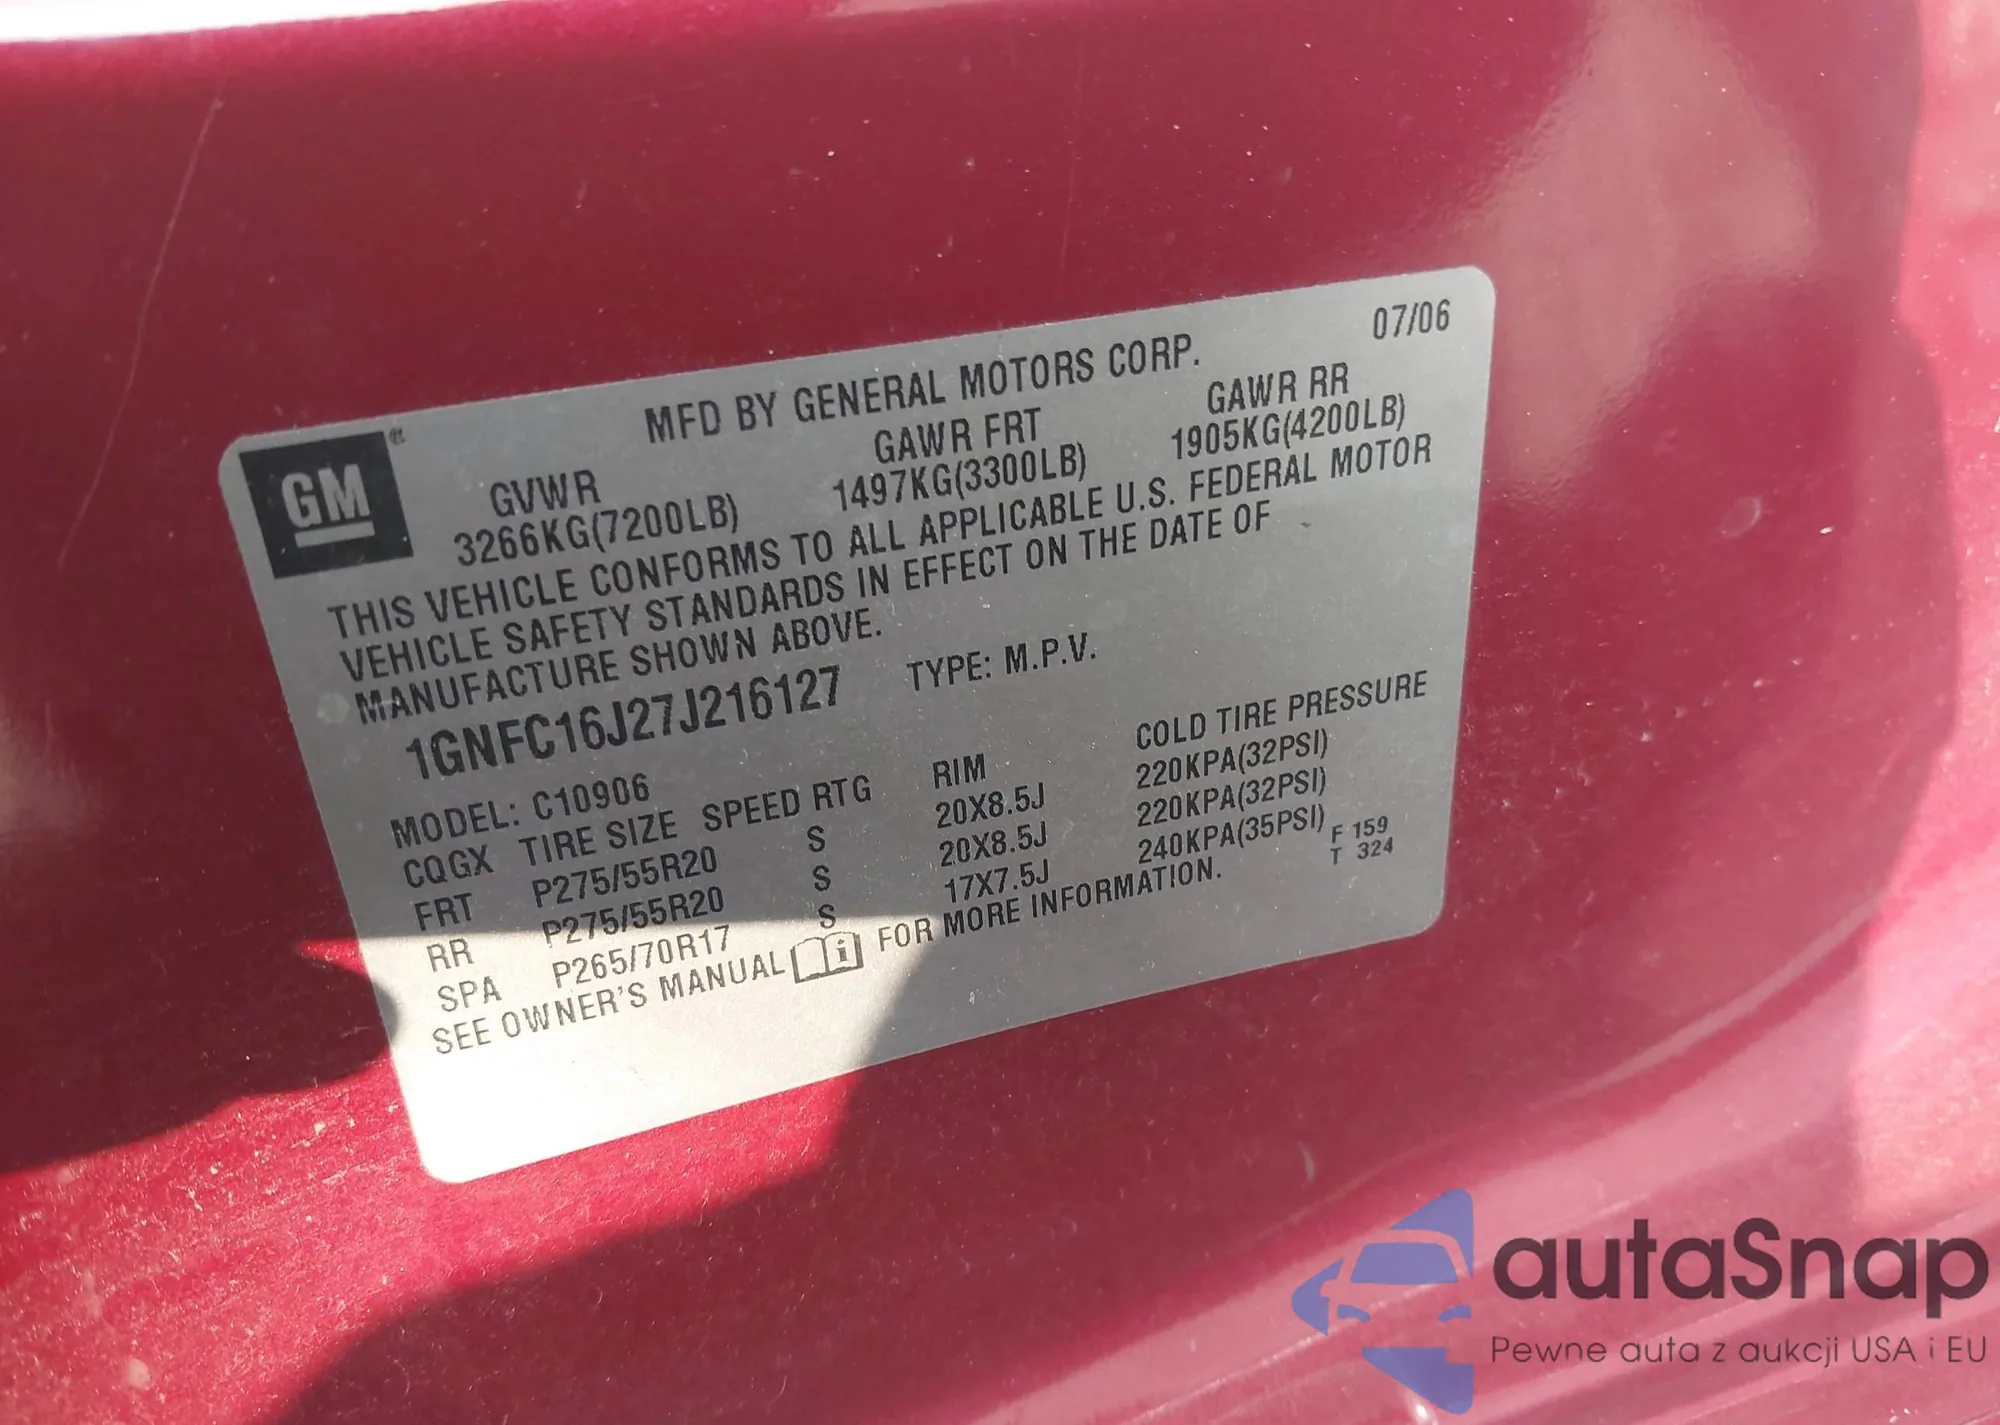 07/06
MFD BY GENERAL MOTORS CORP.
GM®
GVWR GAWR FRT GAWR RR
3266KG(7200LB) 1497KG(3300LB) 1905KG(4200LB)
THIS VEHICLE CONFORMS TO ALL APPLICABLE U.S. FEDERAL MOTOR
VEHICLE SAFETY STANDARDS IN EFFECT ON THE DATE OF
MANUFACTURE SHOWN ABOVE.
1GNFC16J27J216127 TYPE: M.P.V.
MODEL: C10906
CQGX TIRE SIZE SPEED RTG RIM COLD TIRE PRESSURE
FRT P275/55R20 S 20X8.5J 220KPA(32PSI)
RR P275/55R20 S 20X8.5J 220KPA(32PSI)
SPA P265/70R17 S 17X7.5J 240KPA(35PSI)
SEE OWNER'S MANUAL i FOR MORE INFORMATION.
F 159
T 324
autaSnap
Pewne auta z aukcji USA i EU